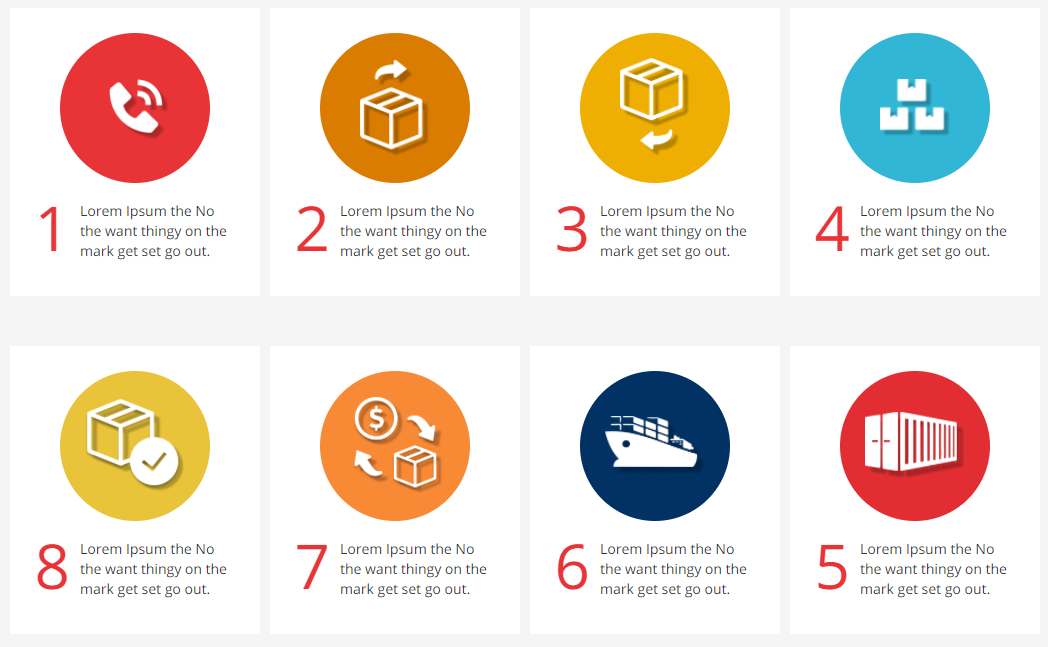 1
Lorem Ipsum the No
the want thingy on the
mark get set go out.
2
Lorem Ipsum the No
the want thingy on the
mark get set go out.
3
Lorem Ipsum the No
the want thingy on the
mark get set go out.
4
Lorem Ipsum the No
the want thingy on the
mark get set go out.
8
Lorem Ipsum the No
the want thingy on the
mark get set go out.
$
7
Lorem Ipsum the No
the want thingy on the
mark get set go out.
6
Lorem Ipsum the No
the want thingy on the
mark get set go out.
5
Lorem Ipsum the No
the want thingy on the
mark get set go out.